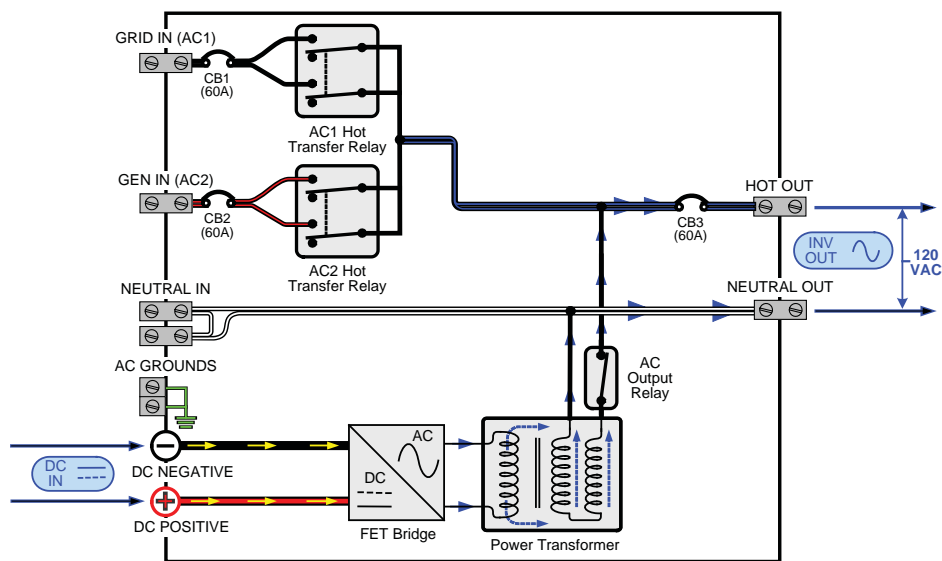 GRID IN (AC1)
CB1
(60A)
AC1 Hot
Transfer Relay
GEN IN (AC2)
CB2
(60A)
AC2 Hot
Transfer Relay
HOT OUT
CB3
(60A)
INV
OUT
120
VAC
NEUTRAL IN
NEUTRAL OUT
AC GROUNDS
AC
Output
Relay
DC
IN
DC NEGATIVE
DC POSITIVE
AC
DC
FET Bridge
Power Transformer